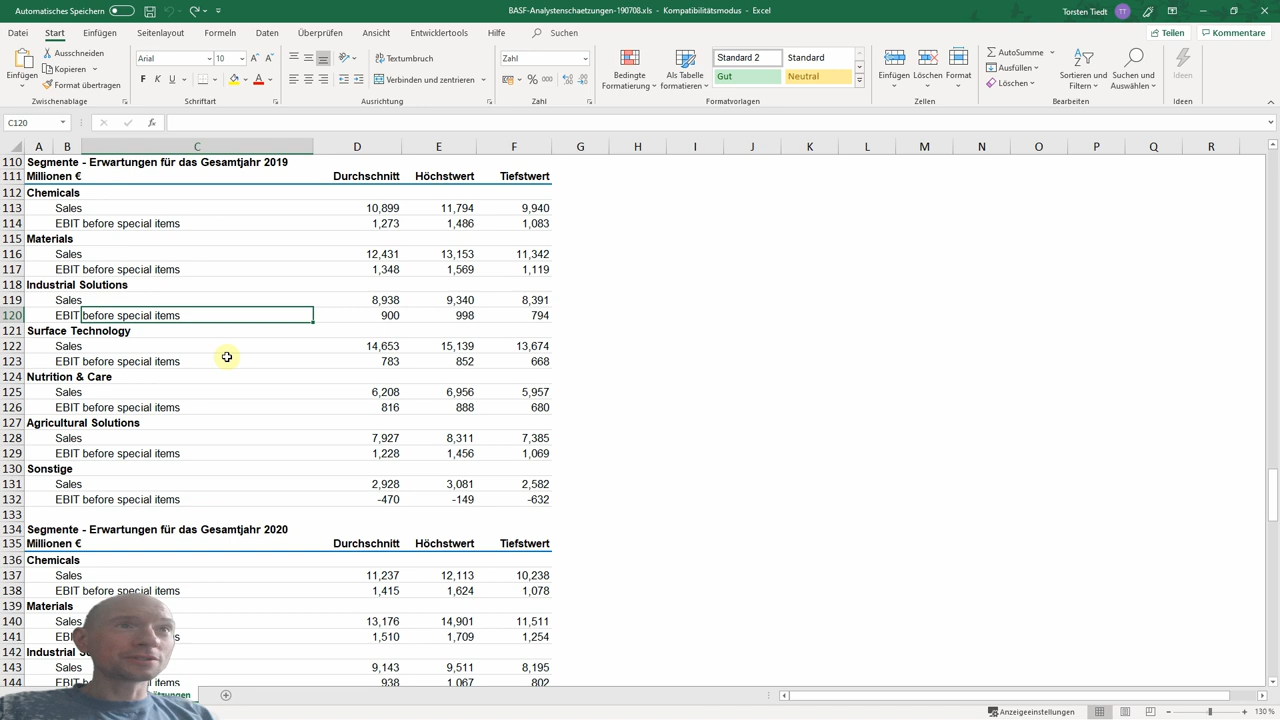 Automatisches Speichern
BASF-Analystenschaetzungen-190708.xls - Kompatibilitätsmodus - Excel
Torsten Tiedt TT
Datei Start Einfügen Seitenlayout Formeln Daten Überprüfen Ansicht Entwicklertools Hilfe Suchen Teilen Kommentare
Einfügen
Ausschneiden
Kopieren
Format übertragen
Zwischenablage
Arial 10
F K U
Schriftart
Textumbruch
Verbinden und zentrieren
Ausrichtung
Zahl
% 000
Zahl
Bedingte Formatierung
Als Tabelle formatieren
Standard 2 Standard
Gut Neutral
Formatvorlagen
Einfügen Löschen Format
Zellen
AutoSumme
Ausfüllen
Löschen
Sortieren und Filtern
Suchen und Auswählen
Bearbeiten
Ideen
Ideen
C120 fx
A B C D E F G H I J K L M N O P Q R
110 Segmente - Erwartungen für das Gesamtjahr 2019
111 Millionen € Durchschnitt Höchstwert Tiefstwert
112 Chemicals
113 Sales 10,899 11,794 9,940
114 EBIT before special items 1,273 1,486 1,083
115 Materials
116 Sales 12,431 13,153 11,342
117 EBIT before special items 1,348 1,569 1,119
118 Industrial Solutions
119 Sales 8,938 9,340 8,391
120 EBIT before special items 900 998 794
121 Surface Technology
122 Sales 14,653 15,139 13,674
123 EBIT before special items 783 852 668
124 Nutrition & Care
125 Sales 6,208 6,956 5,957
126 EBIT before special items 816 888 680
127 Agricultural Solutions
128 Sales 7,927 8,311 7,385
129 EBIT before special items 1,228 1,456 1,069
130 Sonstige
131 Sales 2,928 3,081 2,582
132 EBIT before special items -470 -149 -632
133
134 Segmente - Erwartungen für das Gesamtjahr 2020
135 Millionen € Durchschnitt Höchstwert Tiefstwert
136 Chemicals
137 Sales 11,237 12,113 10,238
138 EBIT before special items 1,415 1,624 1,078
139 Materials
140 Sales 13,176 14,901 11,511
141 items 1,510 1,709 1,254
142 Industrial
143 Sales 9,143 9,511 8,195
144 938 1,067 802
Anzeigeeinstellungen 130 %